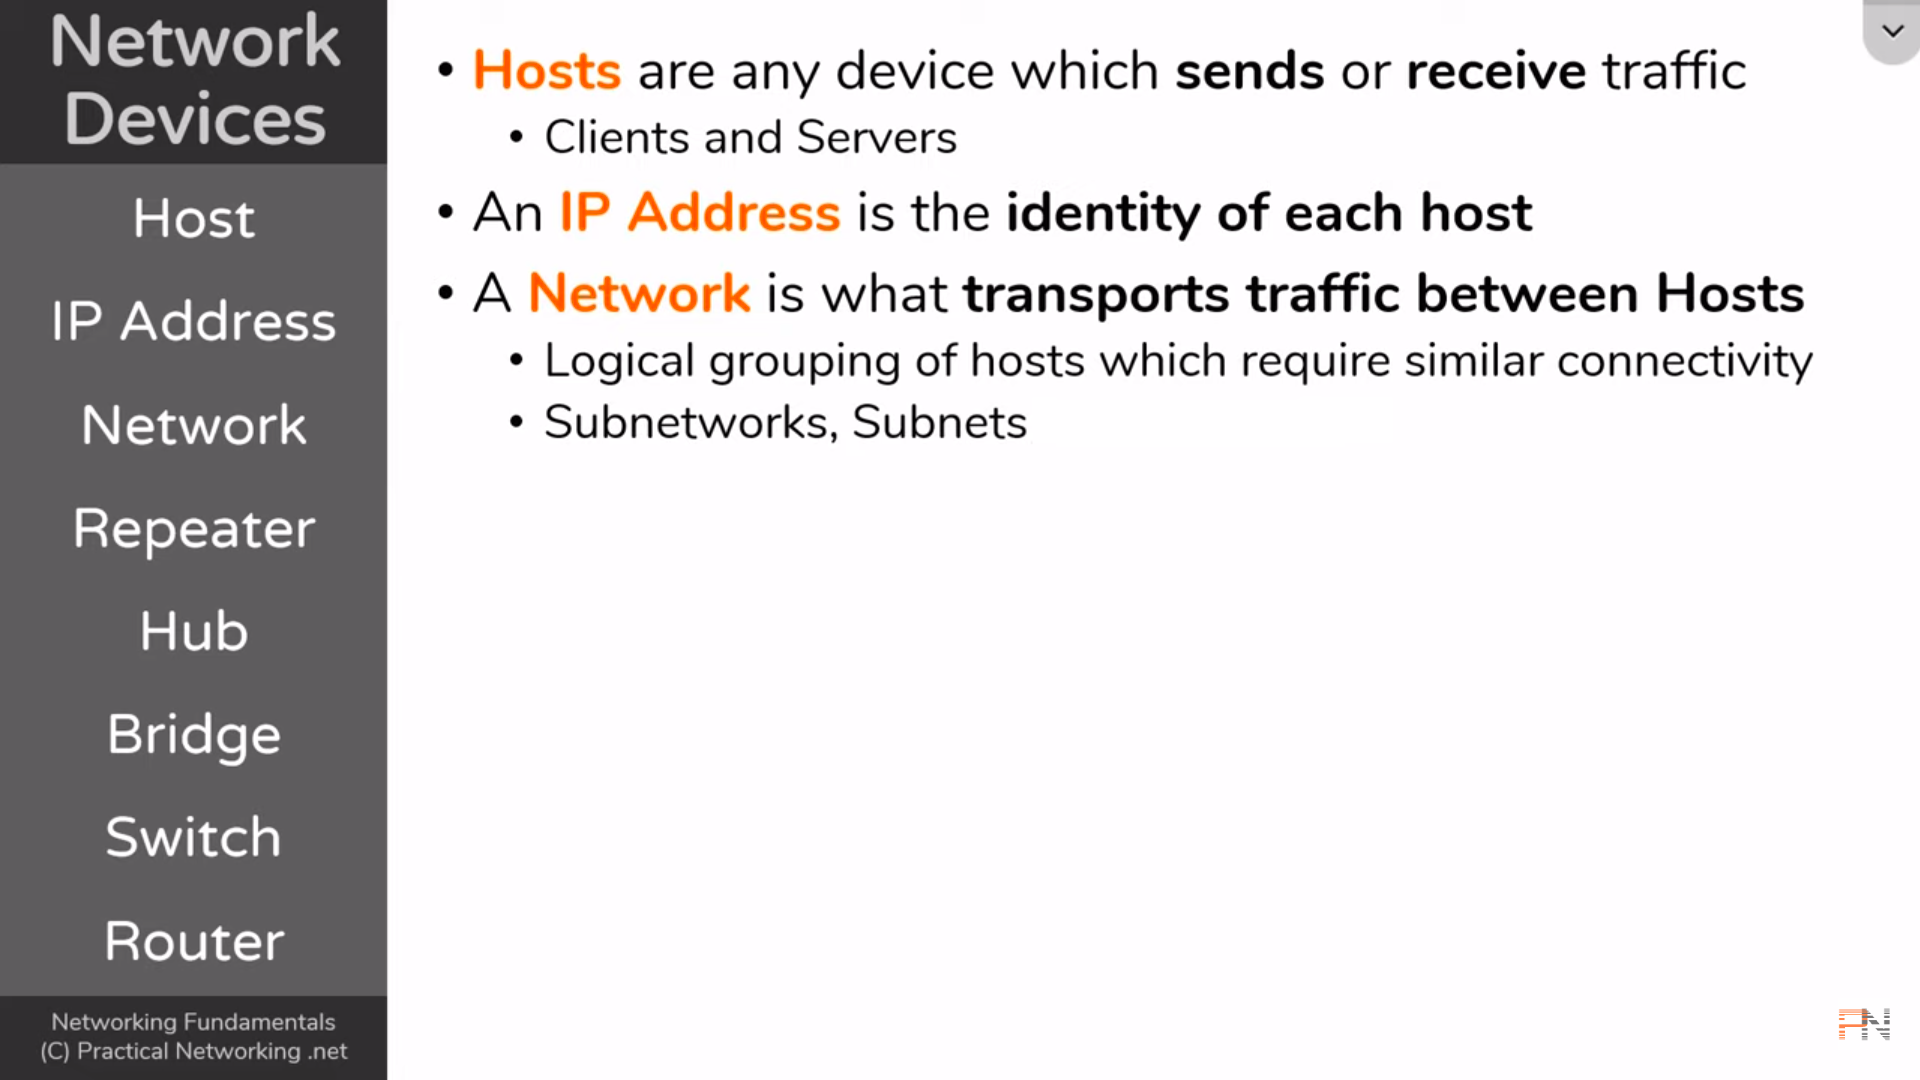 Network
Devices
Host
IP Address
Network
Repeater
Hub
Bridge
Switch
Router
Networking Fundamentals
(C) Practical Networking .net
• Hosts are any device which sends or receive traffic
• Clients and Servers
• An IP Address is the identity of each host
• A Network is what transports traffic between Hosts
• Logical grouping of hosts which require similar connectivity
• Subnetworks, Subnets
PN